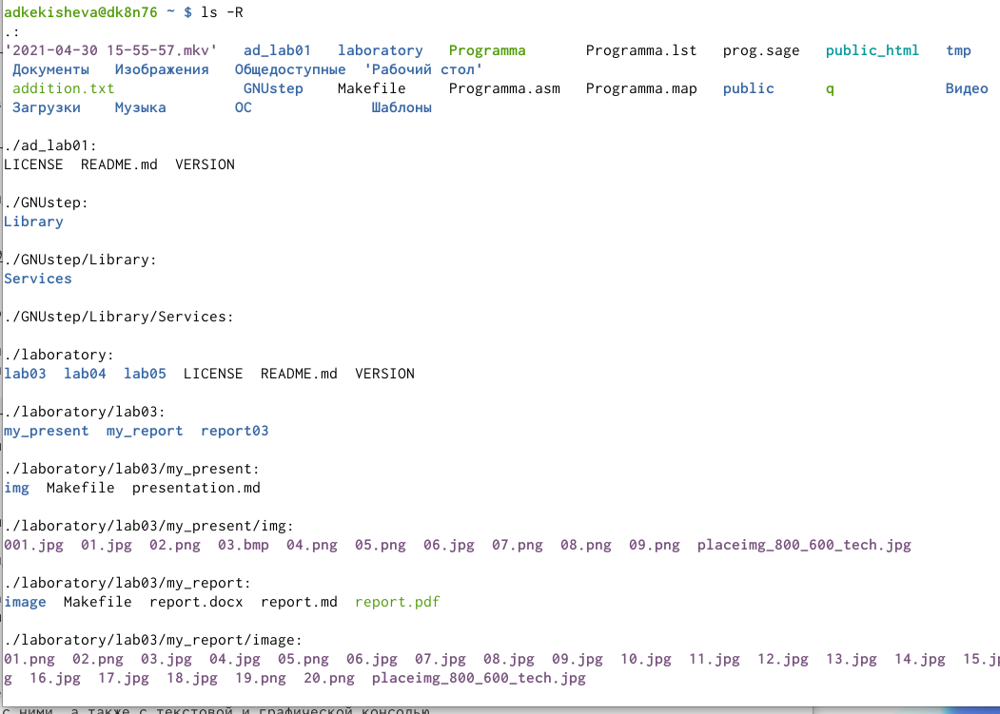 adkekisheva@dk8n76 ~ $ ls -R
.:
'2021-04-30 15-55-57.mkv'   ad_lab01   laboratory   Programma       Programma.lst   prog.sage   public_html   tmp
 Документы   Изображения   Общедоступные  'Рабочий стол'
 addition.txt               GNUstep    Makefile     Programma.asm   Programma.map   public      q             Видео
 Загрузки    Музыка        ОС              Шаблоны

./ad_lab01:
LICENSE  README.md  VERSION

./GNUstep:
Library

./GNUstep/Library:
Services

./GNUstep/Library/Services:

./laboratory:
lab03  lab04  lab05  LICENSE  README.md  VERSION

./laboratory/lab03:
my_present  my_report  report03

./laboratory/lab03/my_present:
img  Makefile  presentation.md

./laboratory/lab03/my_present/img:
001.jpg  01.jpg  02.png  03.bmp  04.png  05.png  06.jpg  07.png  08.png  09.png  placeimg_800_600_tech.jpg

./laboratory/lab03/my_report:
image  Makefile  report.docx  report.md  report.pdf

./laboratory/lab03/my_report/image:
01.png  02.png  03.jpg  04.jpg  05.png  06.jpg  07.jpg  08.jpg  09.jpg  10.jpg  11.jpg  12.jpg  13.jpg  14.jpg  15.jp
g  16.jpg  17.jpg  18.jpg  19.png  20.png  placeimg_800_600_tech.jpg
с ними, а также с текстовой и графической консолью